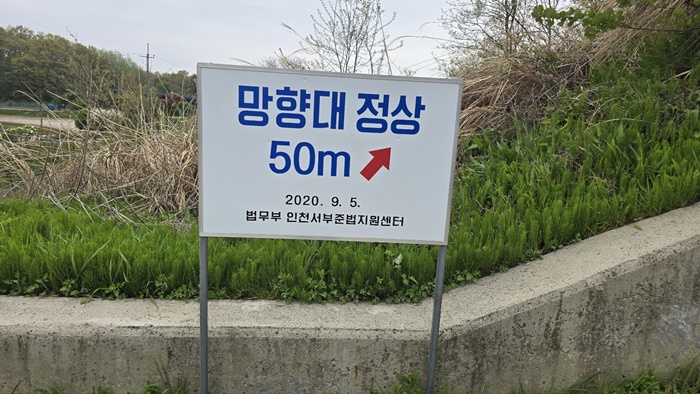 망향대 정상
50m
2020. 9. 5.
법무부 인천서부준법지원센터